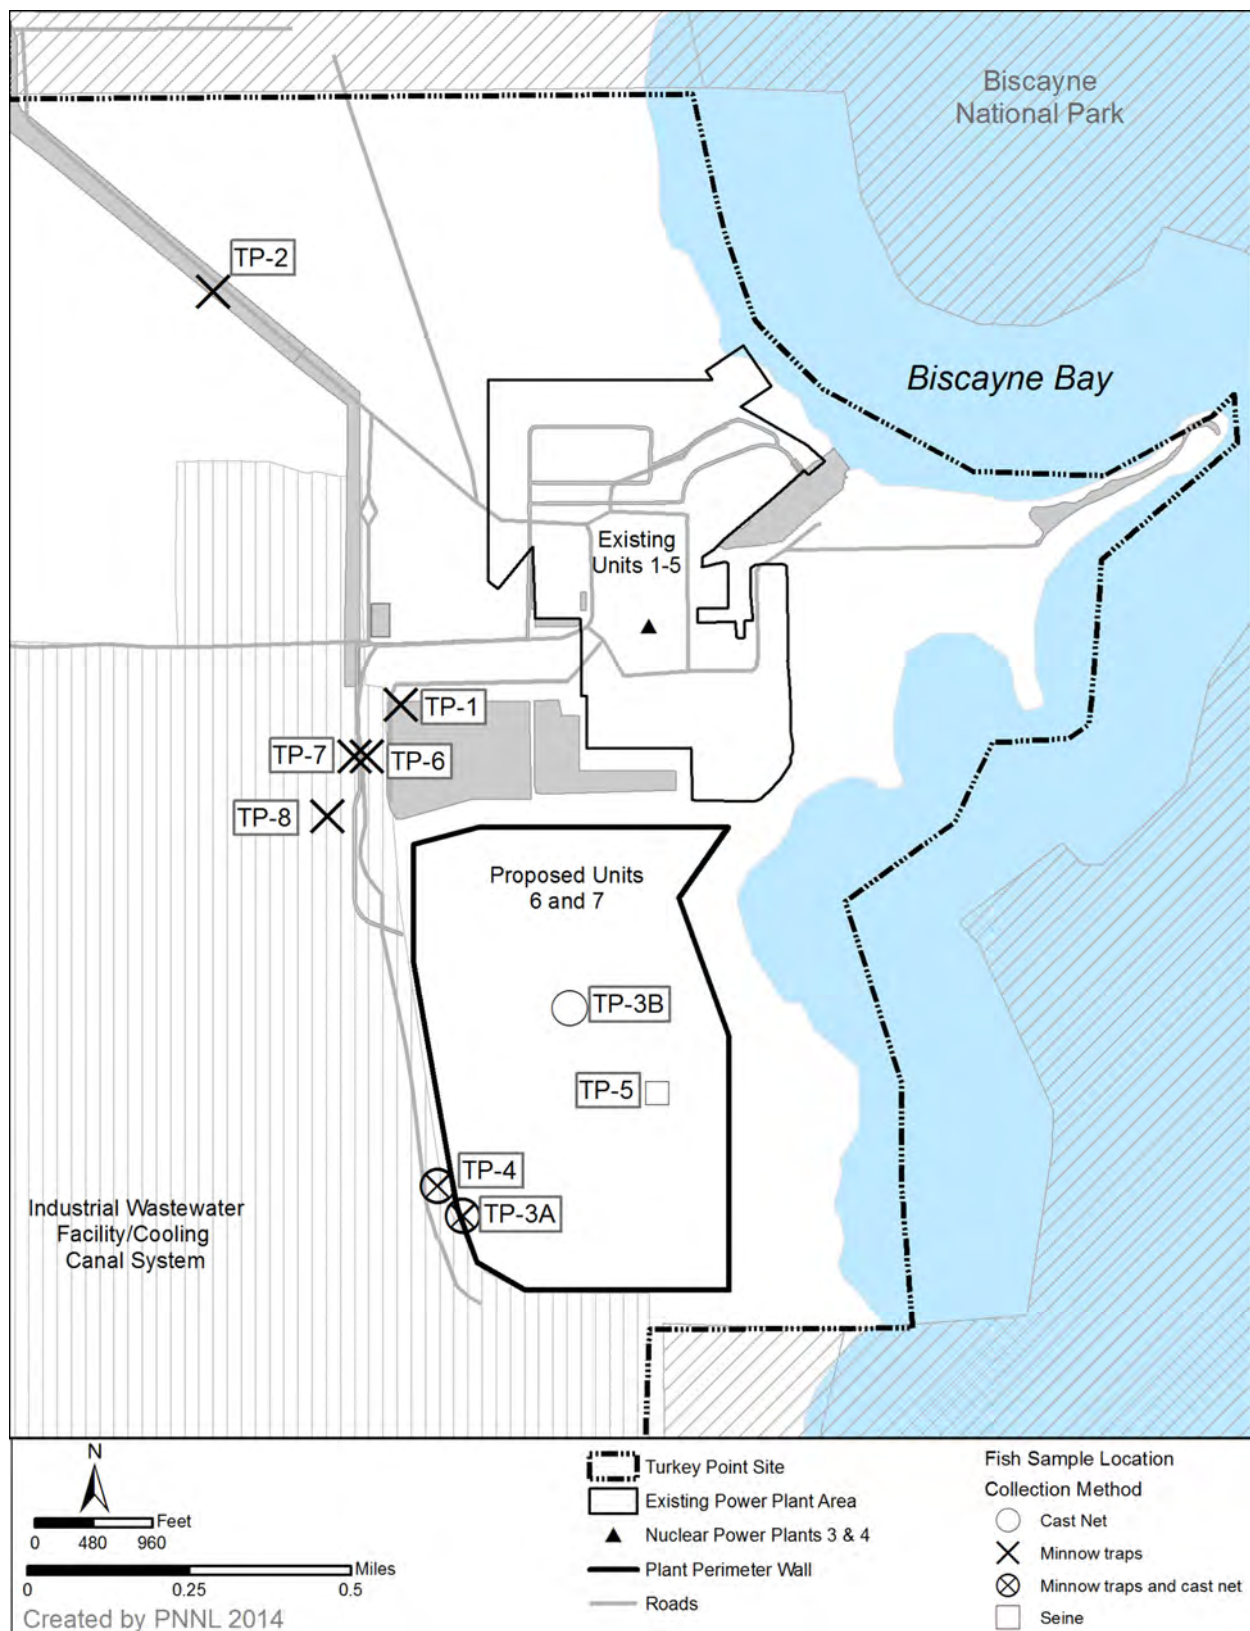 Biscayne
National Park
TP-2
Biscayne Bay
Existing
Units 1-5
TP-1
TP-7
TP-6
TP-8
Proposed Units
6 and 7
TP-3B
TP-5
TP-4
TP-3A
Industrial Wastewater
Facility/Cooling
Canal System
N
Feet
0 480 960
Miles
0 0.25 0.5
Created by PNNL 2014
Turkey Point Site
Existing Power Plant Area
Nuclear Power Plants 3 & 4
Plant Perimeter Wall
Roads
Fish Sample Location
Collection Method
Cast Net
Minnow traps
Minnow traps and cast net
Seine